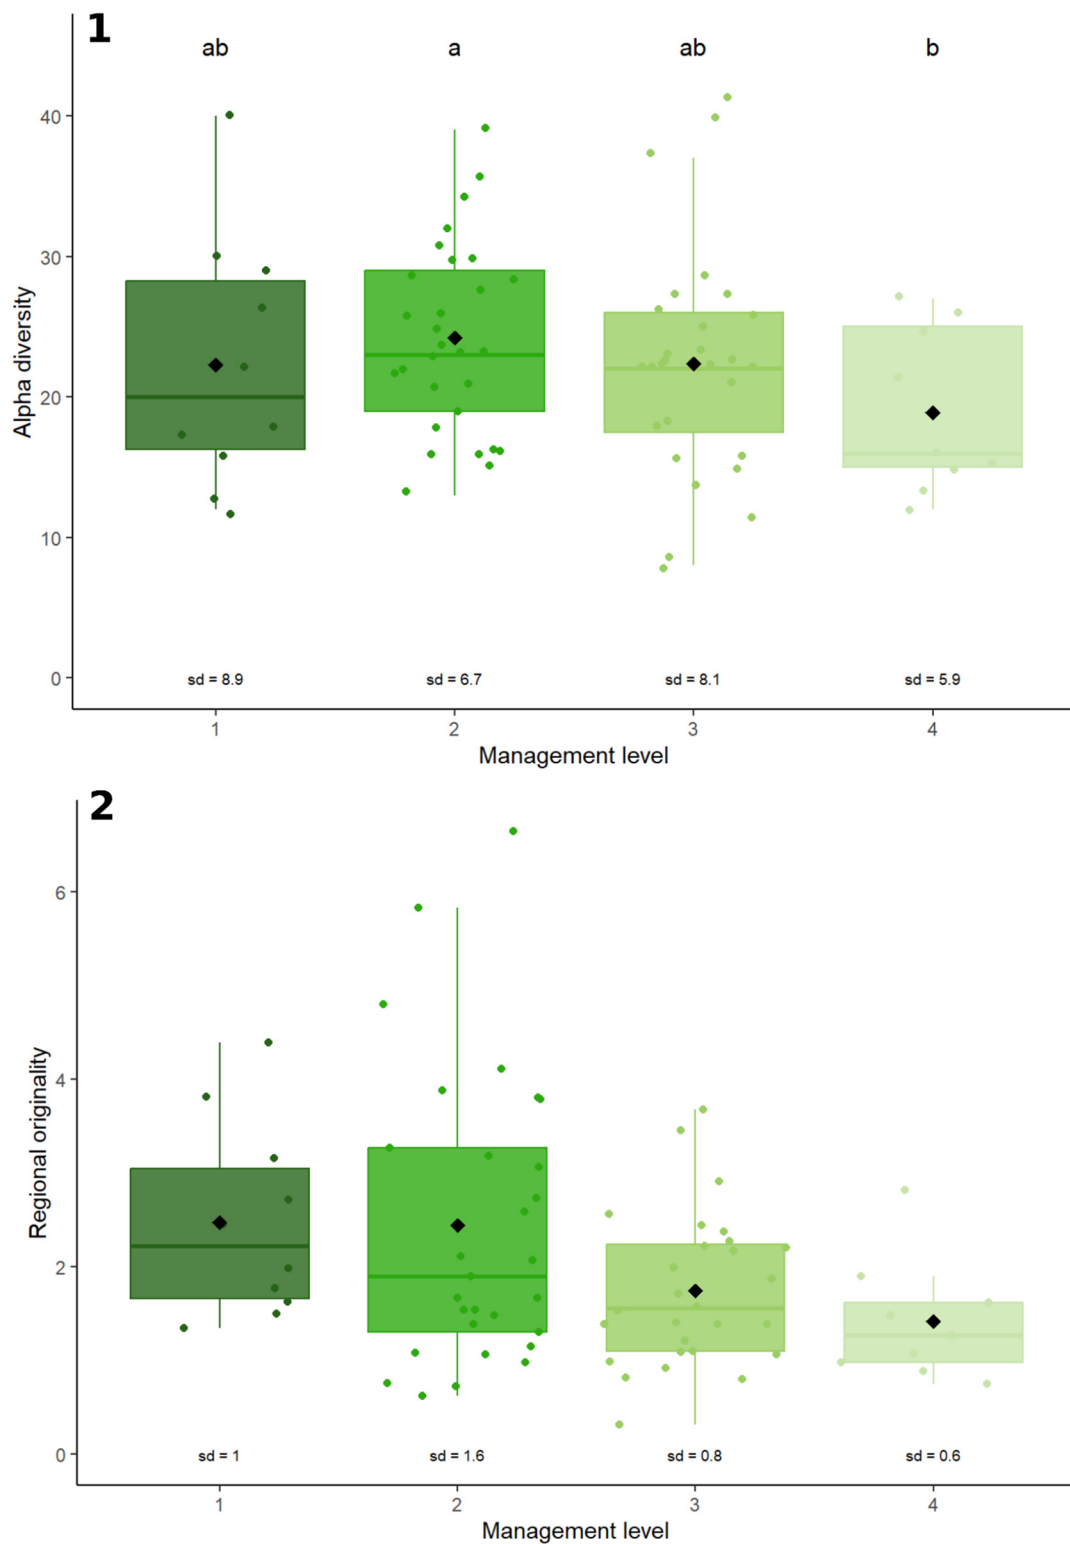 1
ab a ab b
Alpha diversity
40
30
20
10
0
sd = 8.9 sd = 6.7 sd = 8.1 sd = 5.9
1 2 3 4
Management level
2
Regional originality
6
4
2
0
sd = 1 sd = 1.6 sd = 0.8 sd = 0.6
1 2 3 4
Management level